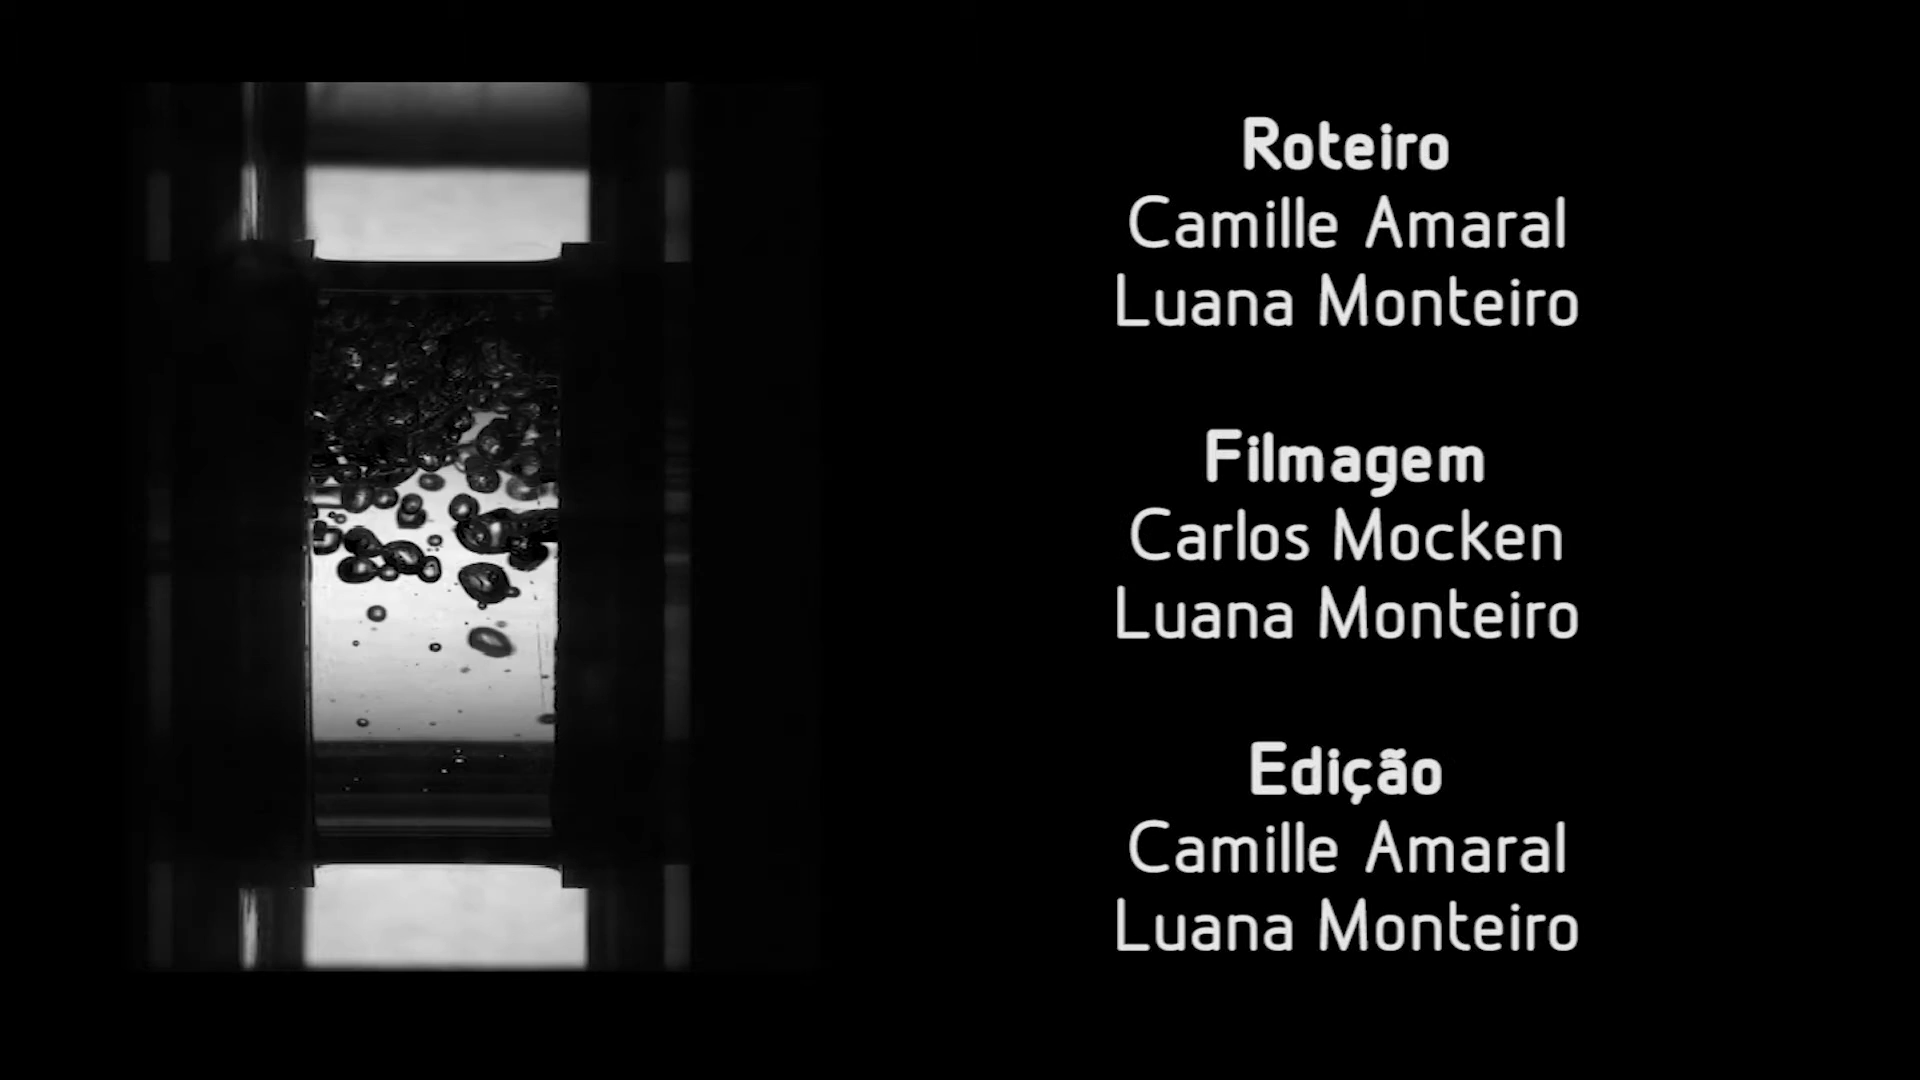 Roteiro
Camille Amaral
Luana Monteiro
Filmagem
Carlos Mocken
Luana Monteiro
Edição
Camille Amaral
Luana Monteiro